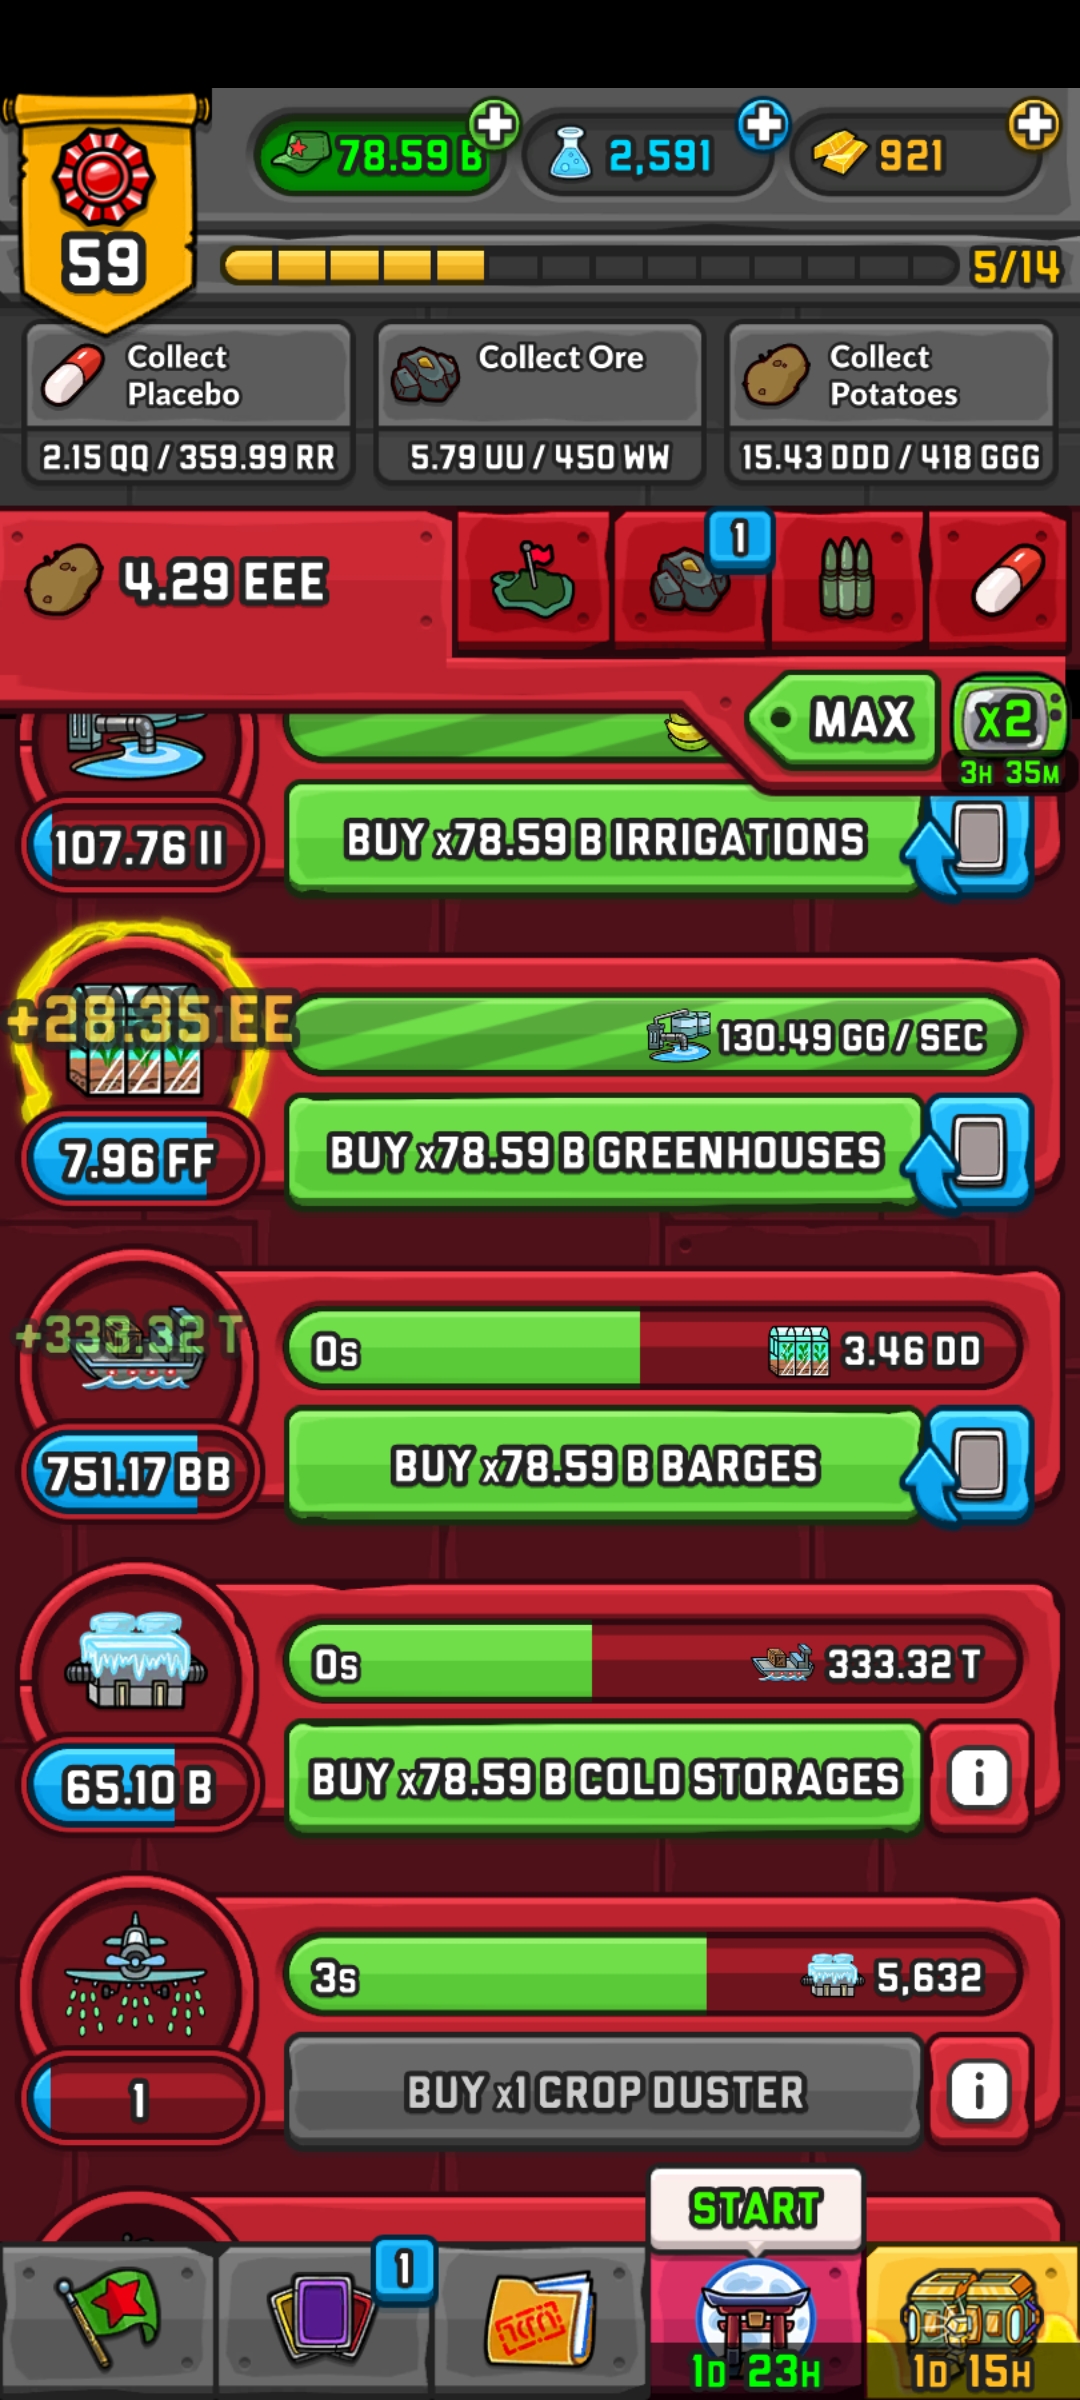 78.59 B
2,591
921
59
5/14
Collect
Placebo
2.15 QQ / 359.99 RR
Collect Ore
5.79 UU / 450 WW
Collect
Potatoes
15.43 DDD / 418 GGG
4.29 EEE
1
MAX
x2
3H 35M
107.76 II
BUY x78.59 B IRRIGATIONS
+28.35 EE
130.49 GG / SEC
7.96 FF
BUY x78.59 B GREENHOUSES
+333.32 T
0s
3.46 DD
751.17 BB
BUY x78.59 B BARGES
0s
333.32 T
65.10 B
BUY x78.59 B COLD STORAGES
i
3s
5,632
1
BUY x1 CROP DUSTER
i
START
1
1D 23H
1D 15H